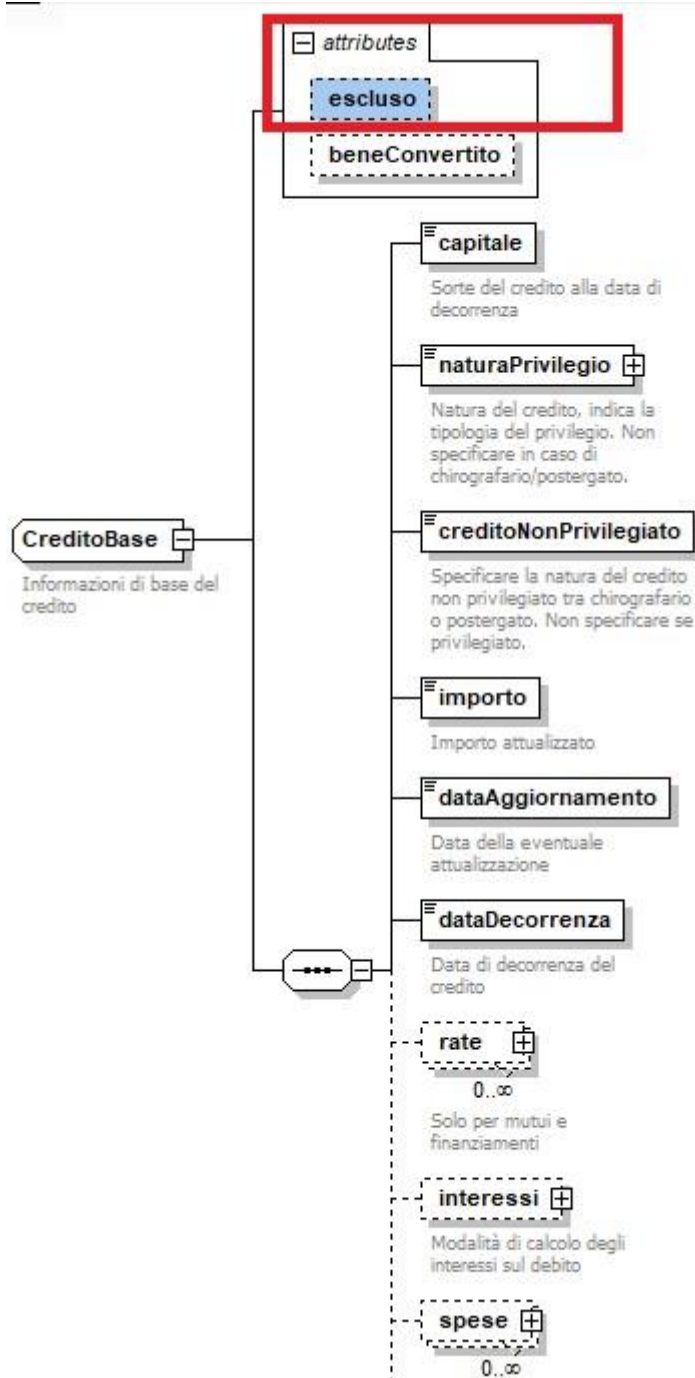 attributes
escluso
beneConvertito
capitale
Sorte del credito alla data di
decorrenza
naturaPrivilegio
Natura del credito, indica la
tipologia del privilegio. Non
specificare in caso di
chirografario/postergato.
CreditoBase
Informazioni di base del
credito
creditoNonPrivilegiato
Specificare la natura del credito
non privilegiato tra chirografario
o postergato. Non specificare se
privilegiato.
importo
Importo attualizzato
dataAggiornamento
Data della eventuale
attualizzazione
dataDecorrenza
Data di decorrenza del
credito
rate
0..∞
Solo per mutui e
finanziamenti
interessi
Modalità di calcolo degli
interessi sul debito
spese
0..∞